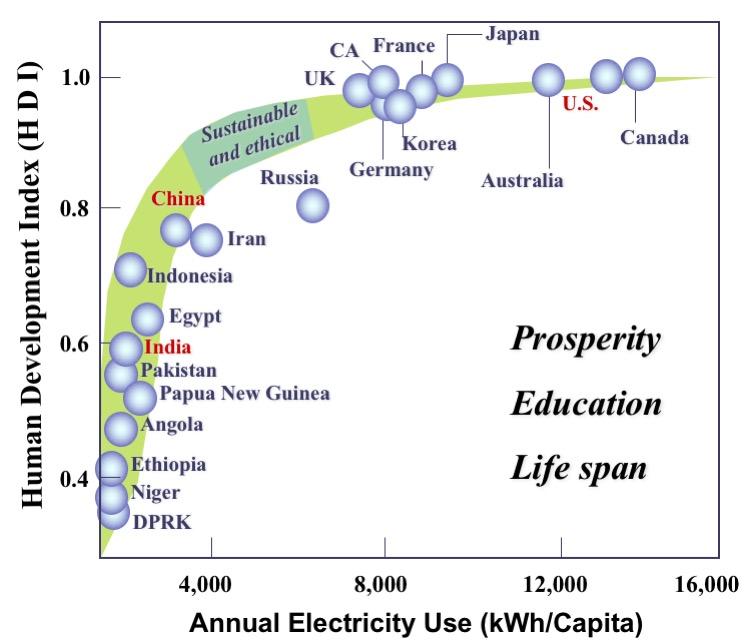 Japan
CA
France
1.0
UK
U.S.
Sustainable
and ethical
Korea
Canada
Germany
Russia
Australia
China
0.8
Iran
Indonesia
Egypt
Prosperity
0.6
India
Pakistan
Papua New Guinea
Education
Angola
Ethiopia
Life span
0.4
Niger
DPRK
Human Development Index (H D I)
4,000
8,000
12,000
16,000
Annual Electricity Use (kWh/Capita)